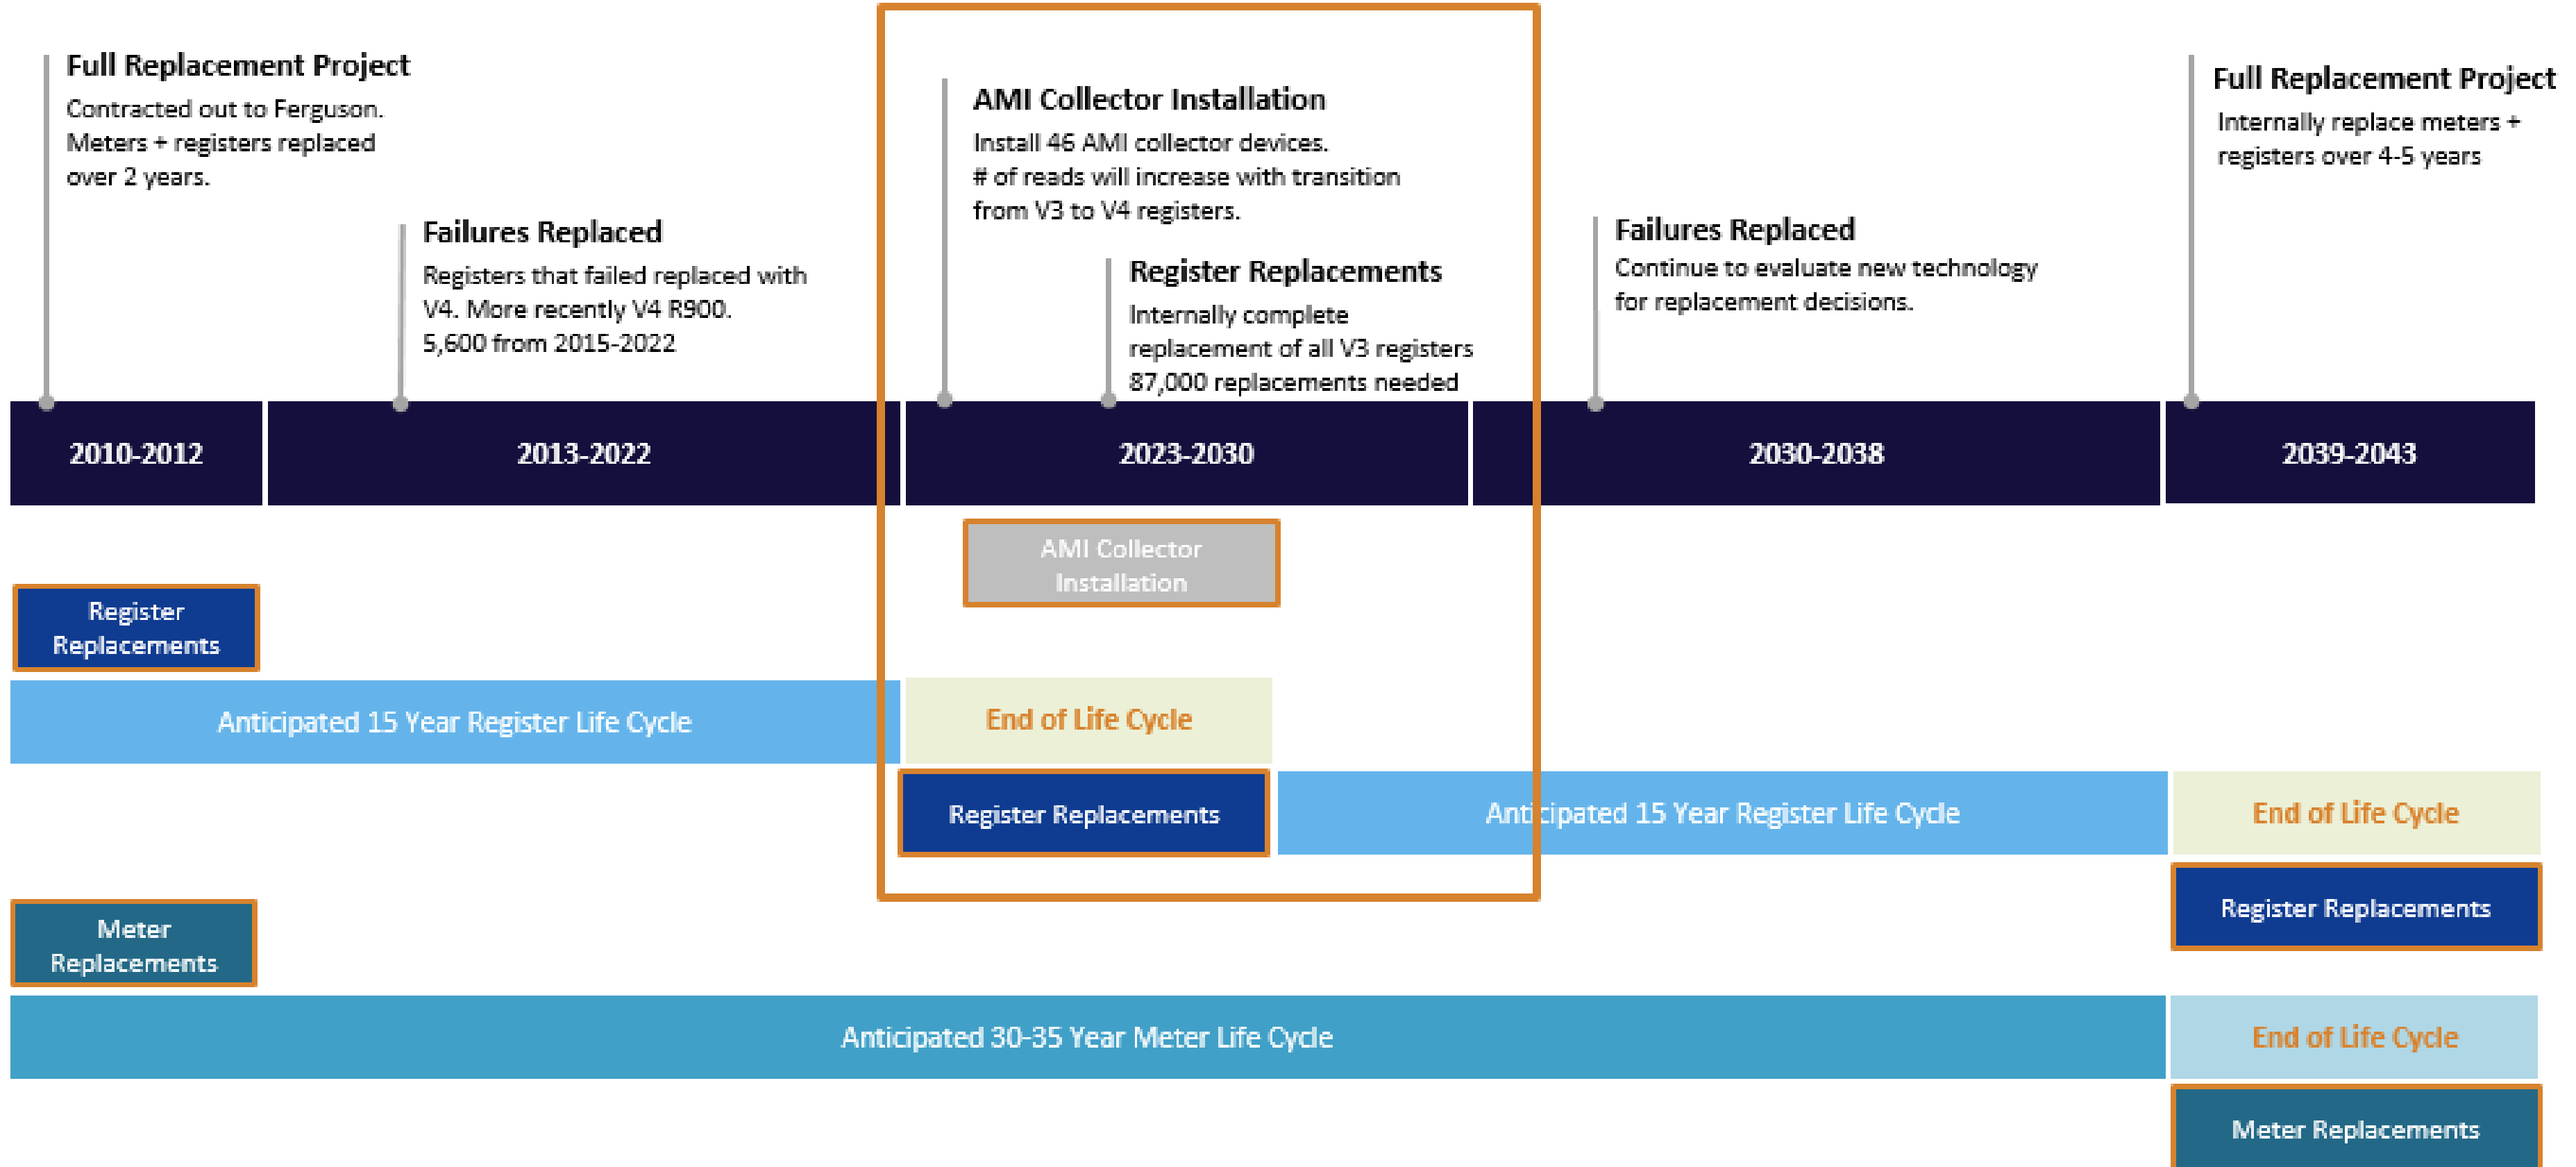 Full Replacement Project
Contracted out to Ferguson.
Meters + registers replaced
over 2 years.
Failures Replaced
Registers that failed replaced with
V4. More recently V4 R900.
5,600 from 2015-2022
AMI Collector Installation
Install 46 AMI collector devices.
# of reads will increase with transition
from V3 to V4 registers.
Register Replacements
Internally complete
replacement of all V3 registers
87,000 replacements needed
Failures Replaced
Continue to evaluate new technology
for replacement decisions.
Full Replacement Project
Internally replace meters +
registers over 4-5 years
2010-2012
2013-2022
2023-2030
2030-2038
2039-2043
AMI Collector
Installation
Register
Replacements
Anticipated 15 Year Register Life Cycle
End of Life Cycle
Register Replacements
Anticipated 15 Year Register Life Cycle
End of Life Cycle
Register Replacements
Meter
Replacements
Anticipated 30-35 Year Meter Life Cycle
End of Life Cycle
Meter Replacements